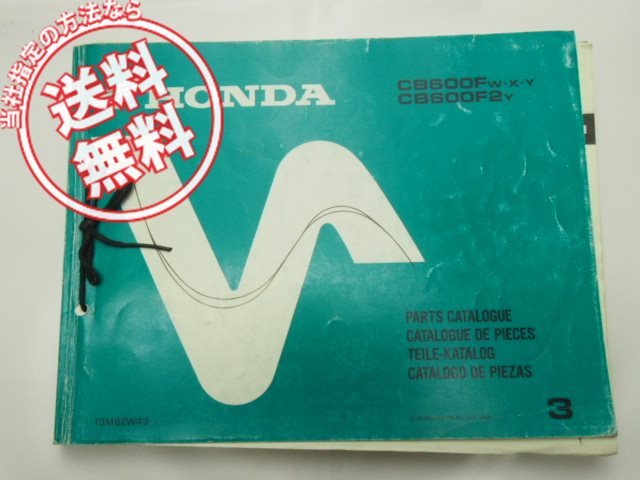 当社指定の方法なら
送料
無料
HONDA
CB600FW·X·Y
CB600F2Y
PARTS CATALOGUE
CATALOGUE DE PIECES
TEILE-KATALOG
CATALOGO DE PIEZAS
13MBZW43
3